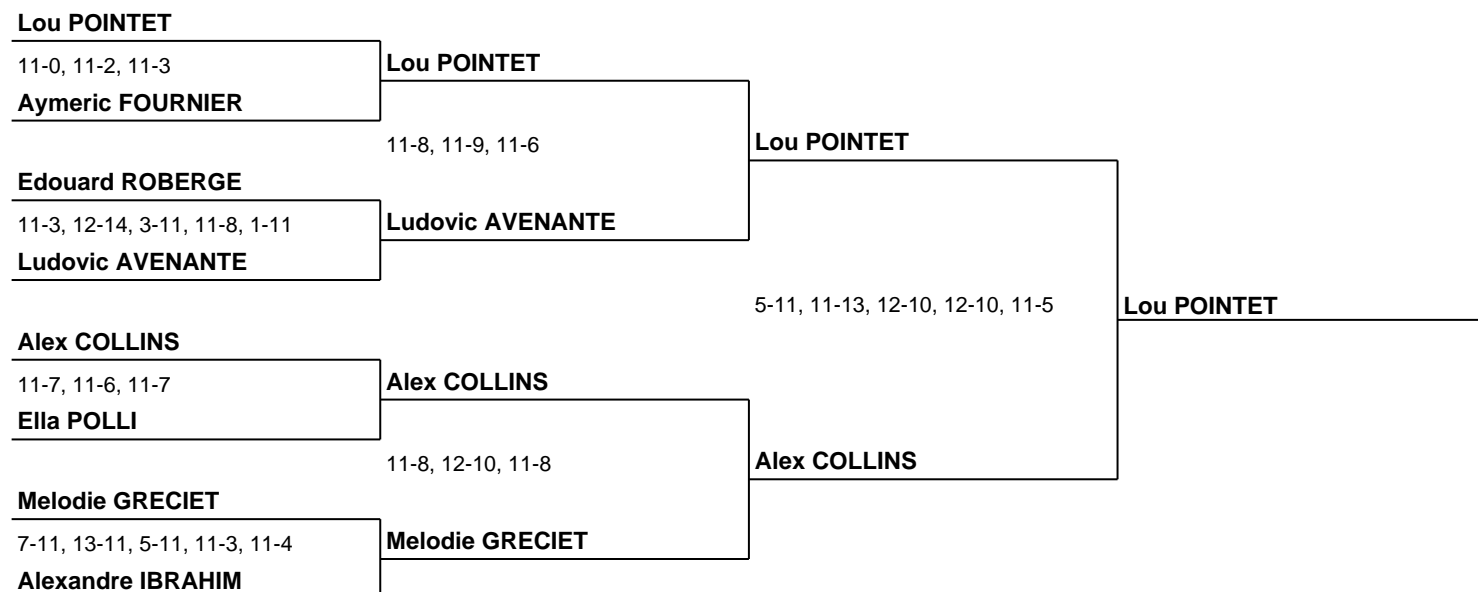 Lou POINTET
11-0, 11-2, 11-3
Aymeric FOURNIER
Lou POINTET
11-8, 11-9, 11-6
Edouard ROBERGE
11-3, 12-14, 3-11, 11-8, 1-11
Ludovic AVENANTE
Ludovic AVENANTE
Lou POINTET
5-11, 11-13, 12-10, 12-10, 11-5
Lou POINTET
Alex COLLINS
11-7, 11-6, 11-7
Ella POLLI
Alex COLLINS
11-8, 12-10, 11-8
Alex COLLINS
Melodie GRECIET
7-11, 13-11, 5-11, 11-3, 11-4
Alexandre IBRAHIM
Melodie GRECIET